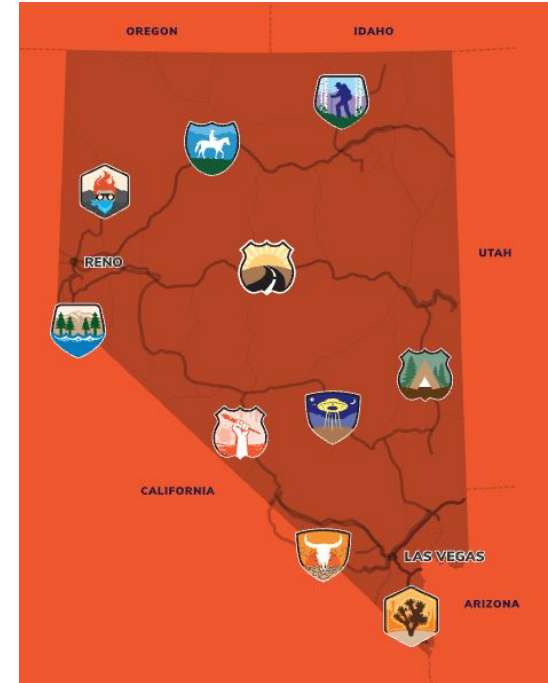 OREGON
IDAHO
UTAH
RENO
CALIFORNIA
LAS VEGAS
ARIZONA